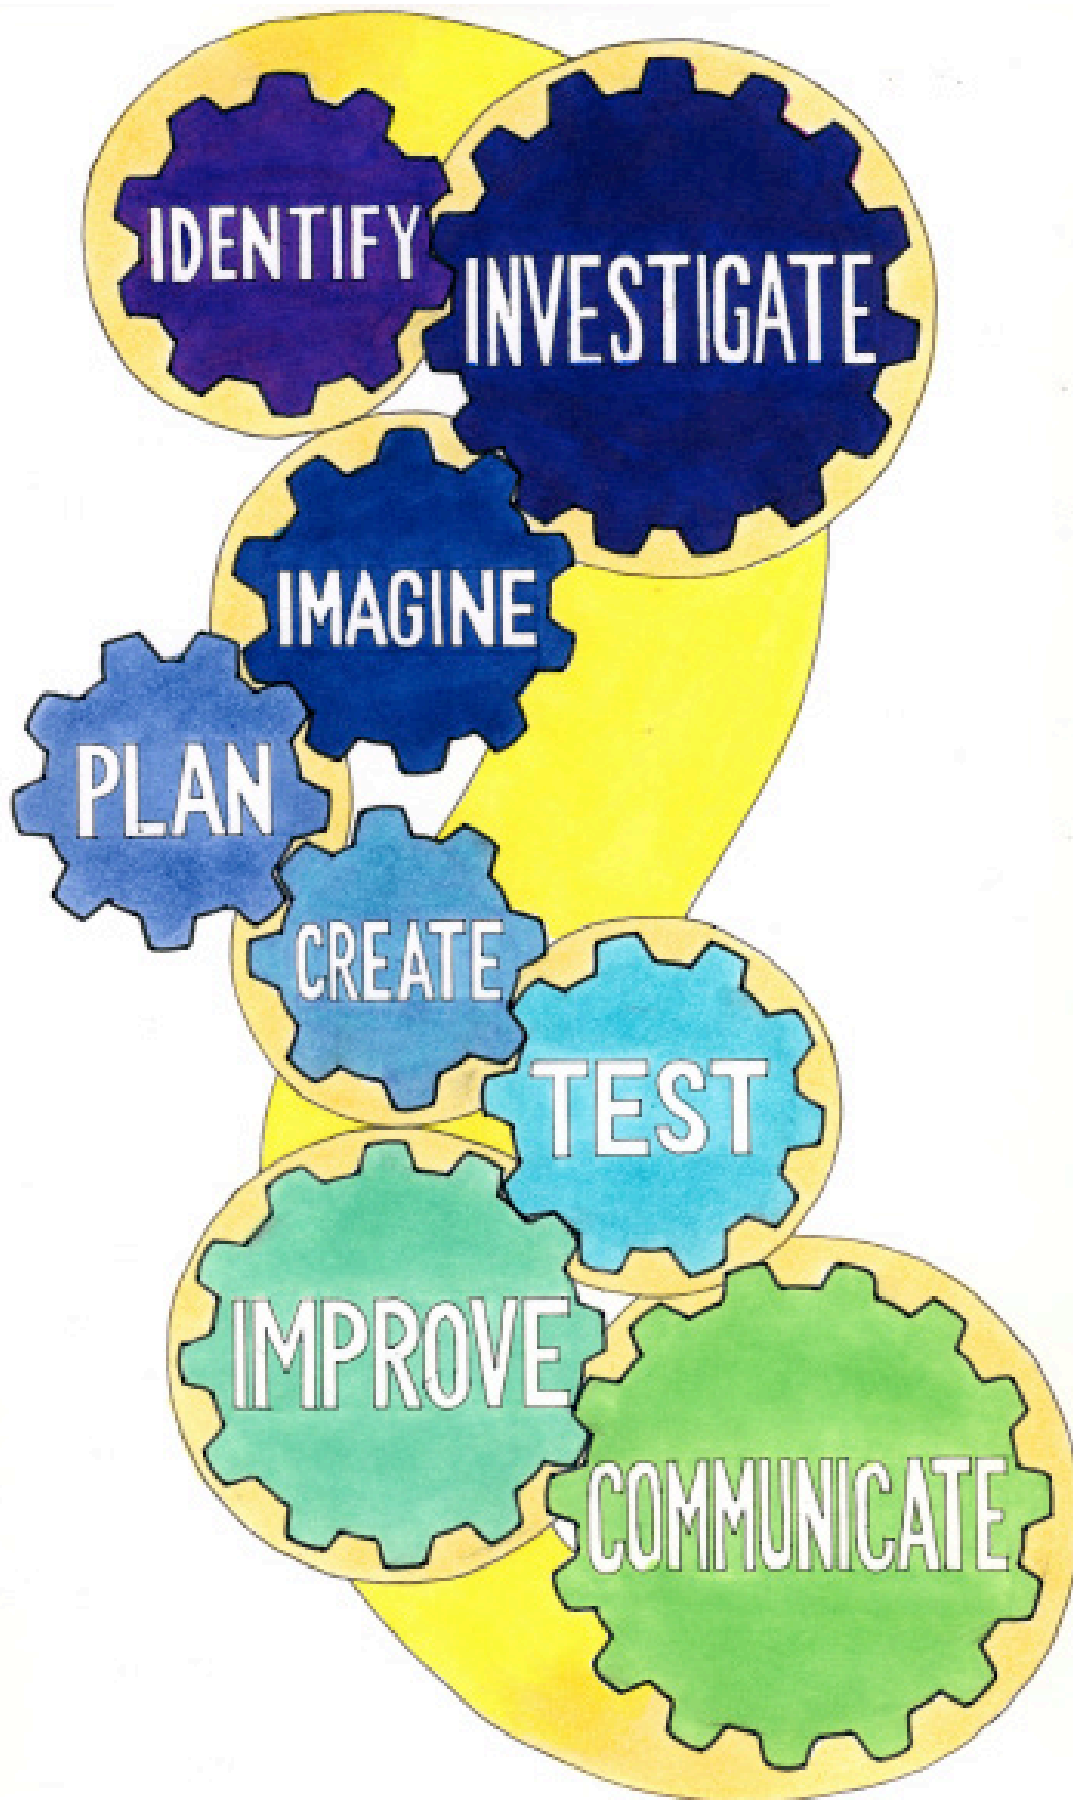 IDENTIFY
INVESTIGATE
IMAGINE
PLAN
CREATE
TEST
IMPROVE
COMMUNICATE